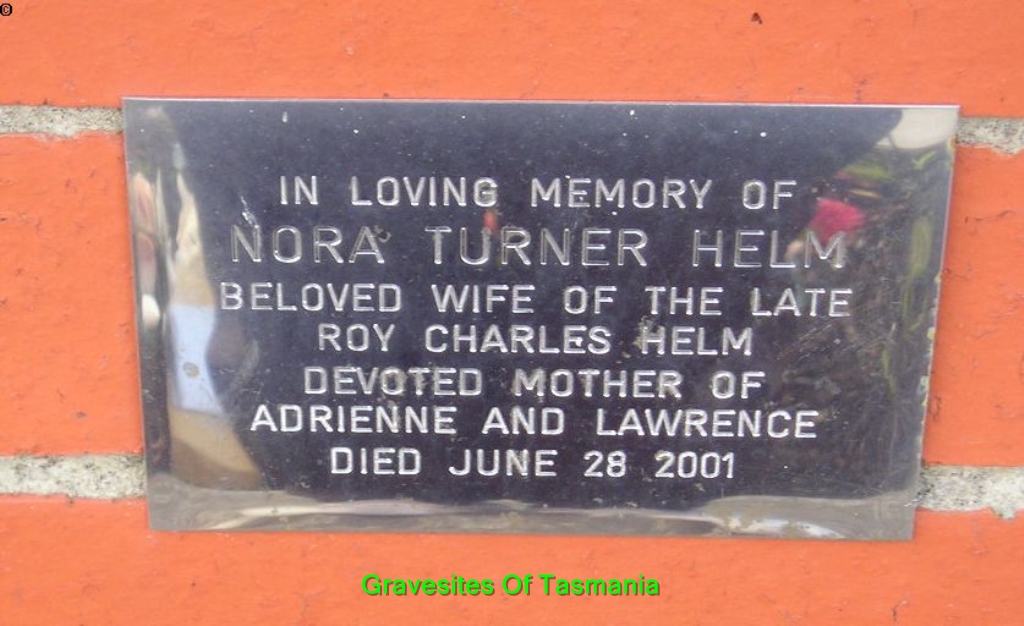 ©
IN LOVING MEMORY OF
NORA TURNER HELM
BELOVED WIFE OF THE LATE
ROY CHARLES HELM
DEVOTED MOTHER OF
ADRIENNE AND LAWRENCE
DIED JUNE 28 2001
Gravesites Of Tasmania